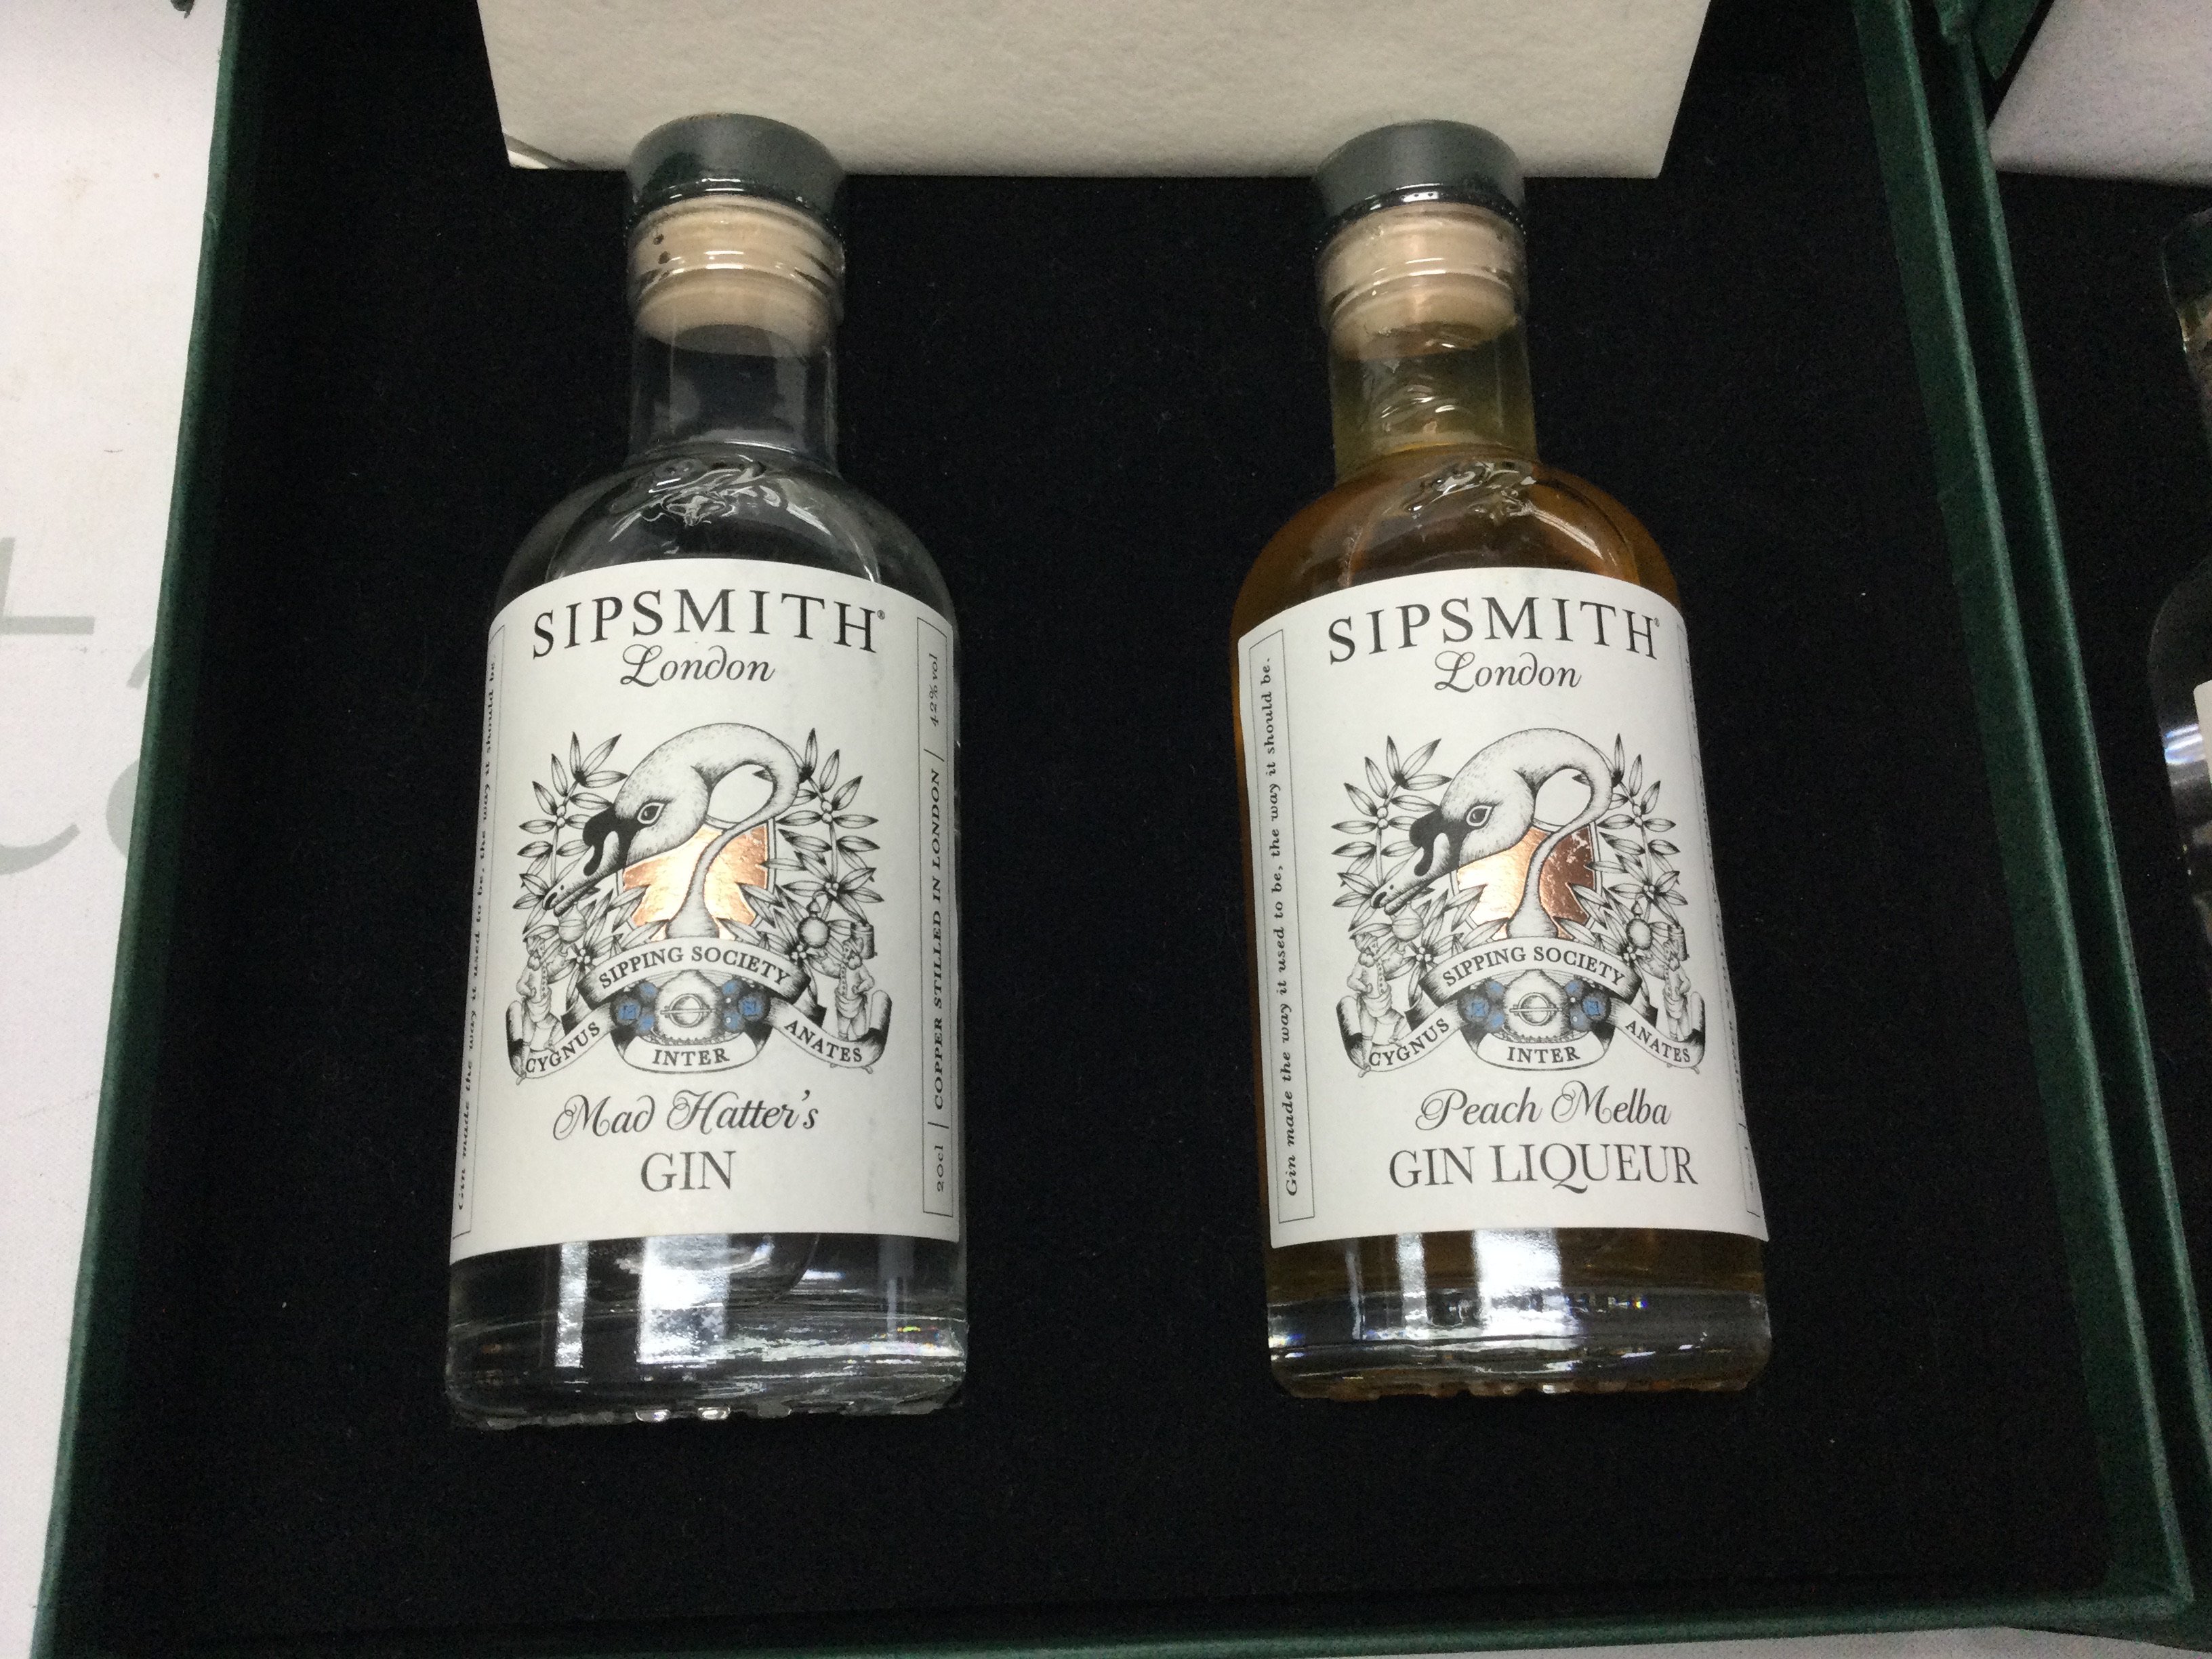 SIPSMITH®
London
SIPPING SOCIETY
CYGNUS INTER ANATES
Mad Hatter's
GIN
Gin made the way it used to be, the way it should be.
20cl | COPPER STILLED IN LONDON | 42% vol
SIPSMITH®
London
SIPPING SOCIETY
CYGNUS INTER ANATES
Peach Melba
GIN LIQUEUR
Gin made the way it used to be, the way it should be.